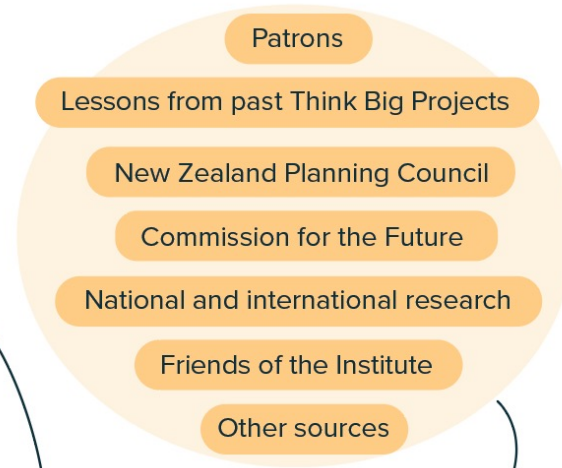 Patrons
Lessons from past Think Big Projects
New Zealand Planning Council
Commission for the Future
National and international research
Friends of the Institute
Other sources